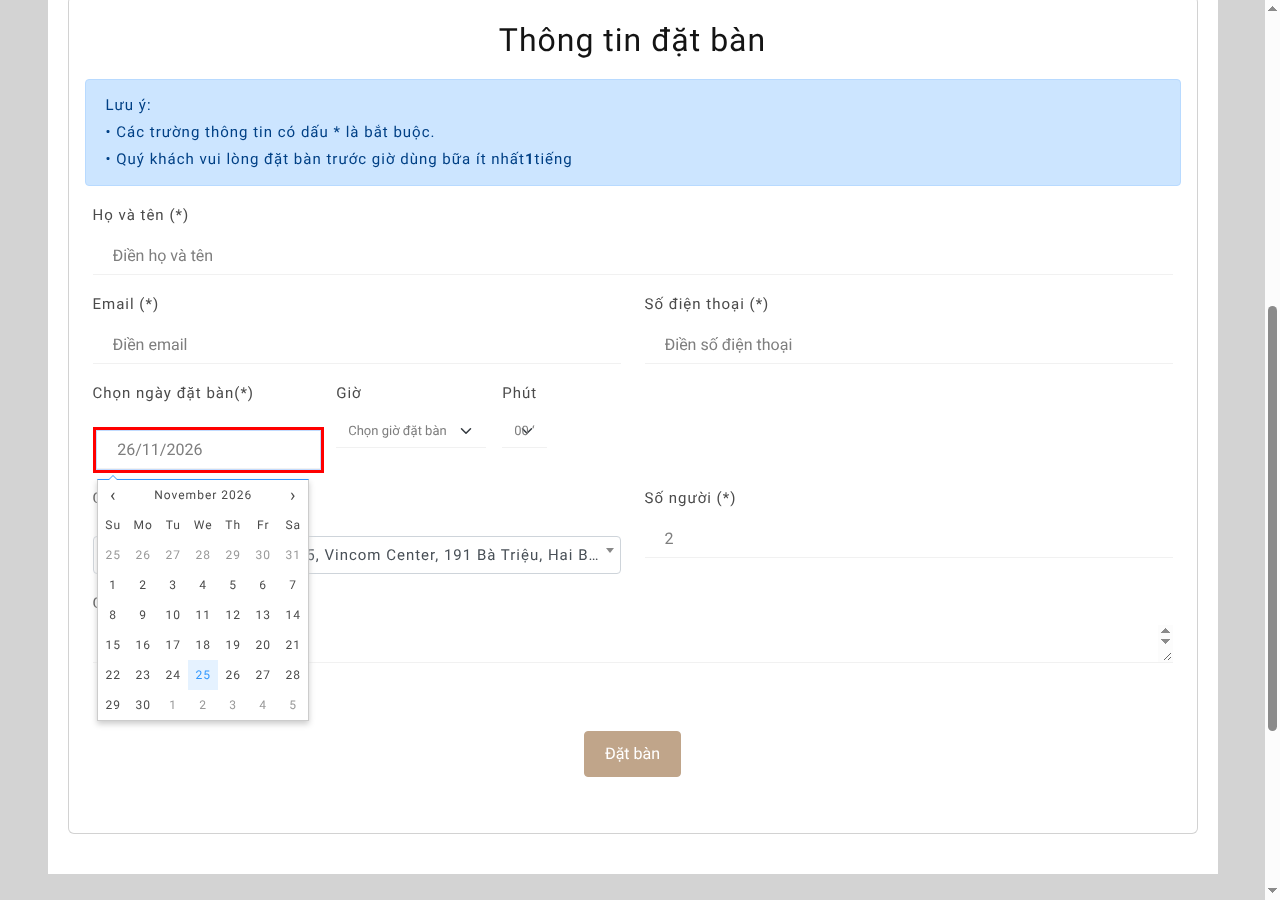 Thông tin đặt bàn
Lưu ý:
• Các trường thông tin có dấu * là bắt buộc.
• Quý khách vui lòng đặt bàn trước giờ dùng bữa ít nhất1tiếng
Họ và tên (*)
Điền họ và tên
Email (*)
Số điện thoại (*)
Điền email
Điền số điện thoại
Chọn ngày đặt bàn(*)
Giờ
Phút
26/11/2026
Chọn giờ đặt bàn
‹ November 2026 ›
Su Mo Tu We Th Fr Sa
25 26 27 28 29 30 31
1 2 3 4 5 6 7
8 9 10 11 12 13 14
15 16 17 18 19 20 21
22 23 24 25 26 27 28
29 30 1 2 3 4 5
Số người (*)
2
5, Vincom Center, 191 Bà Triệu, Hai B...
Đặt bàn